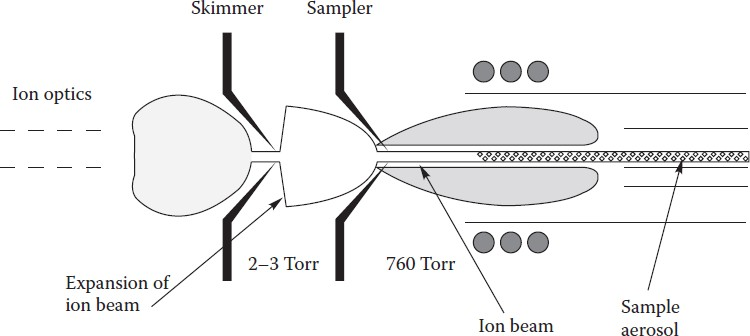 Skimmer
Sampler
Ion optics
2–3 Torr
760 Torr
Expansion of
ion beam
Ion beam
Sample
aerosol